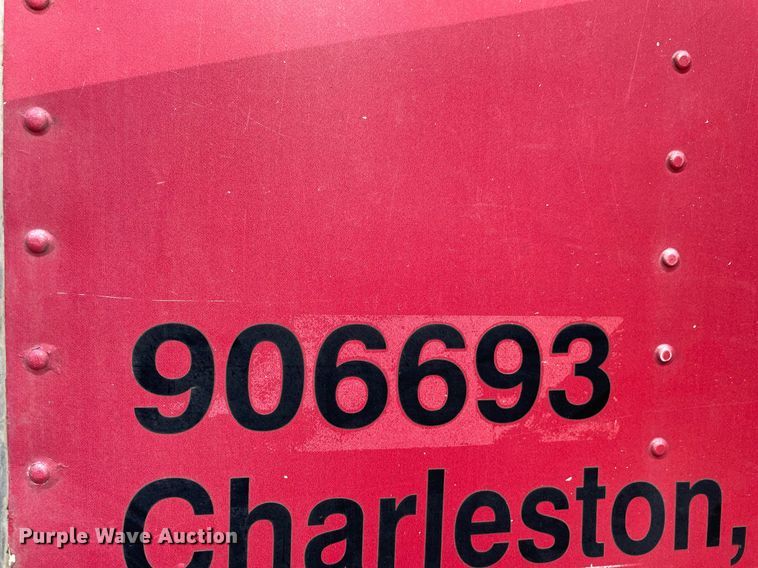 906693
Charleston,
Purple Wave Auction